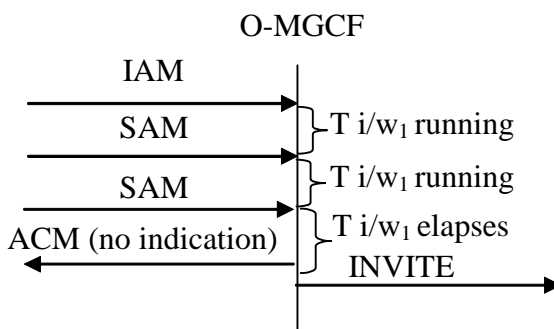 O-MGCF
IAM
T i/w₁ running
SAM
T i/w₁ running
SAM
T i/w₁ elapses
ACM (no indication)
INVITE